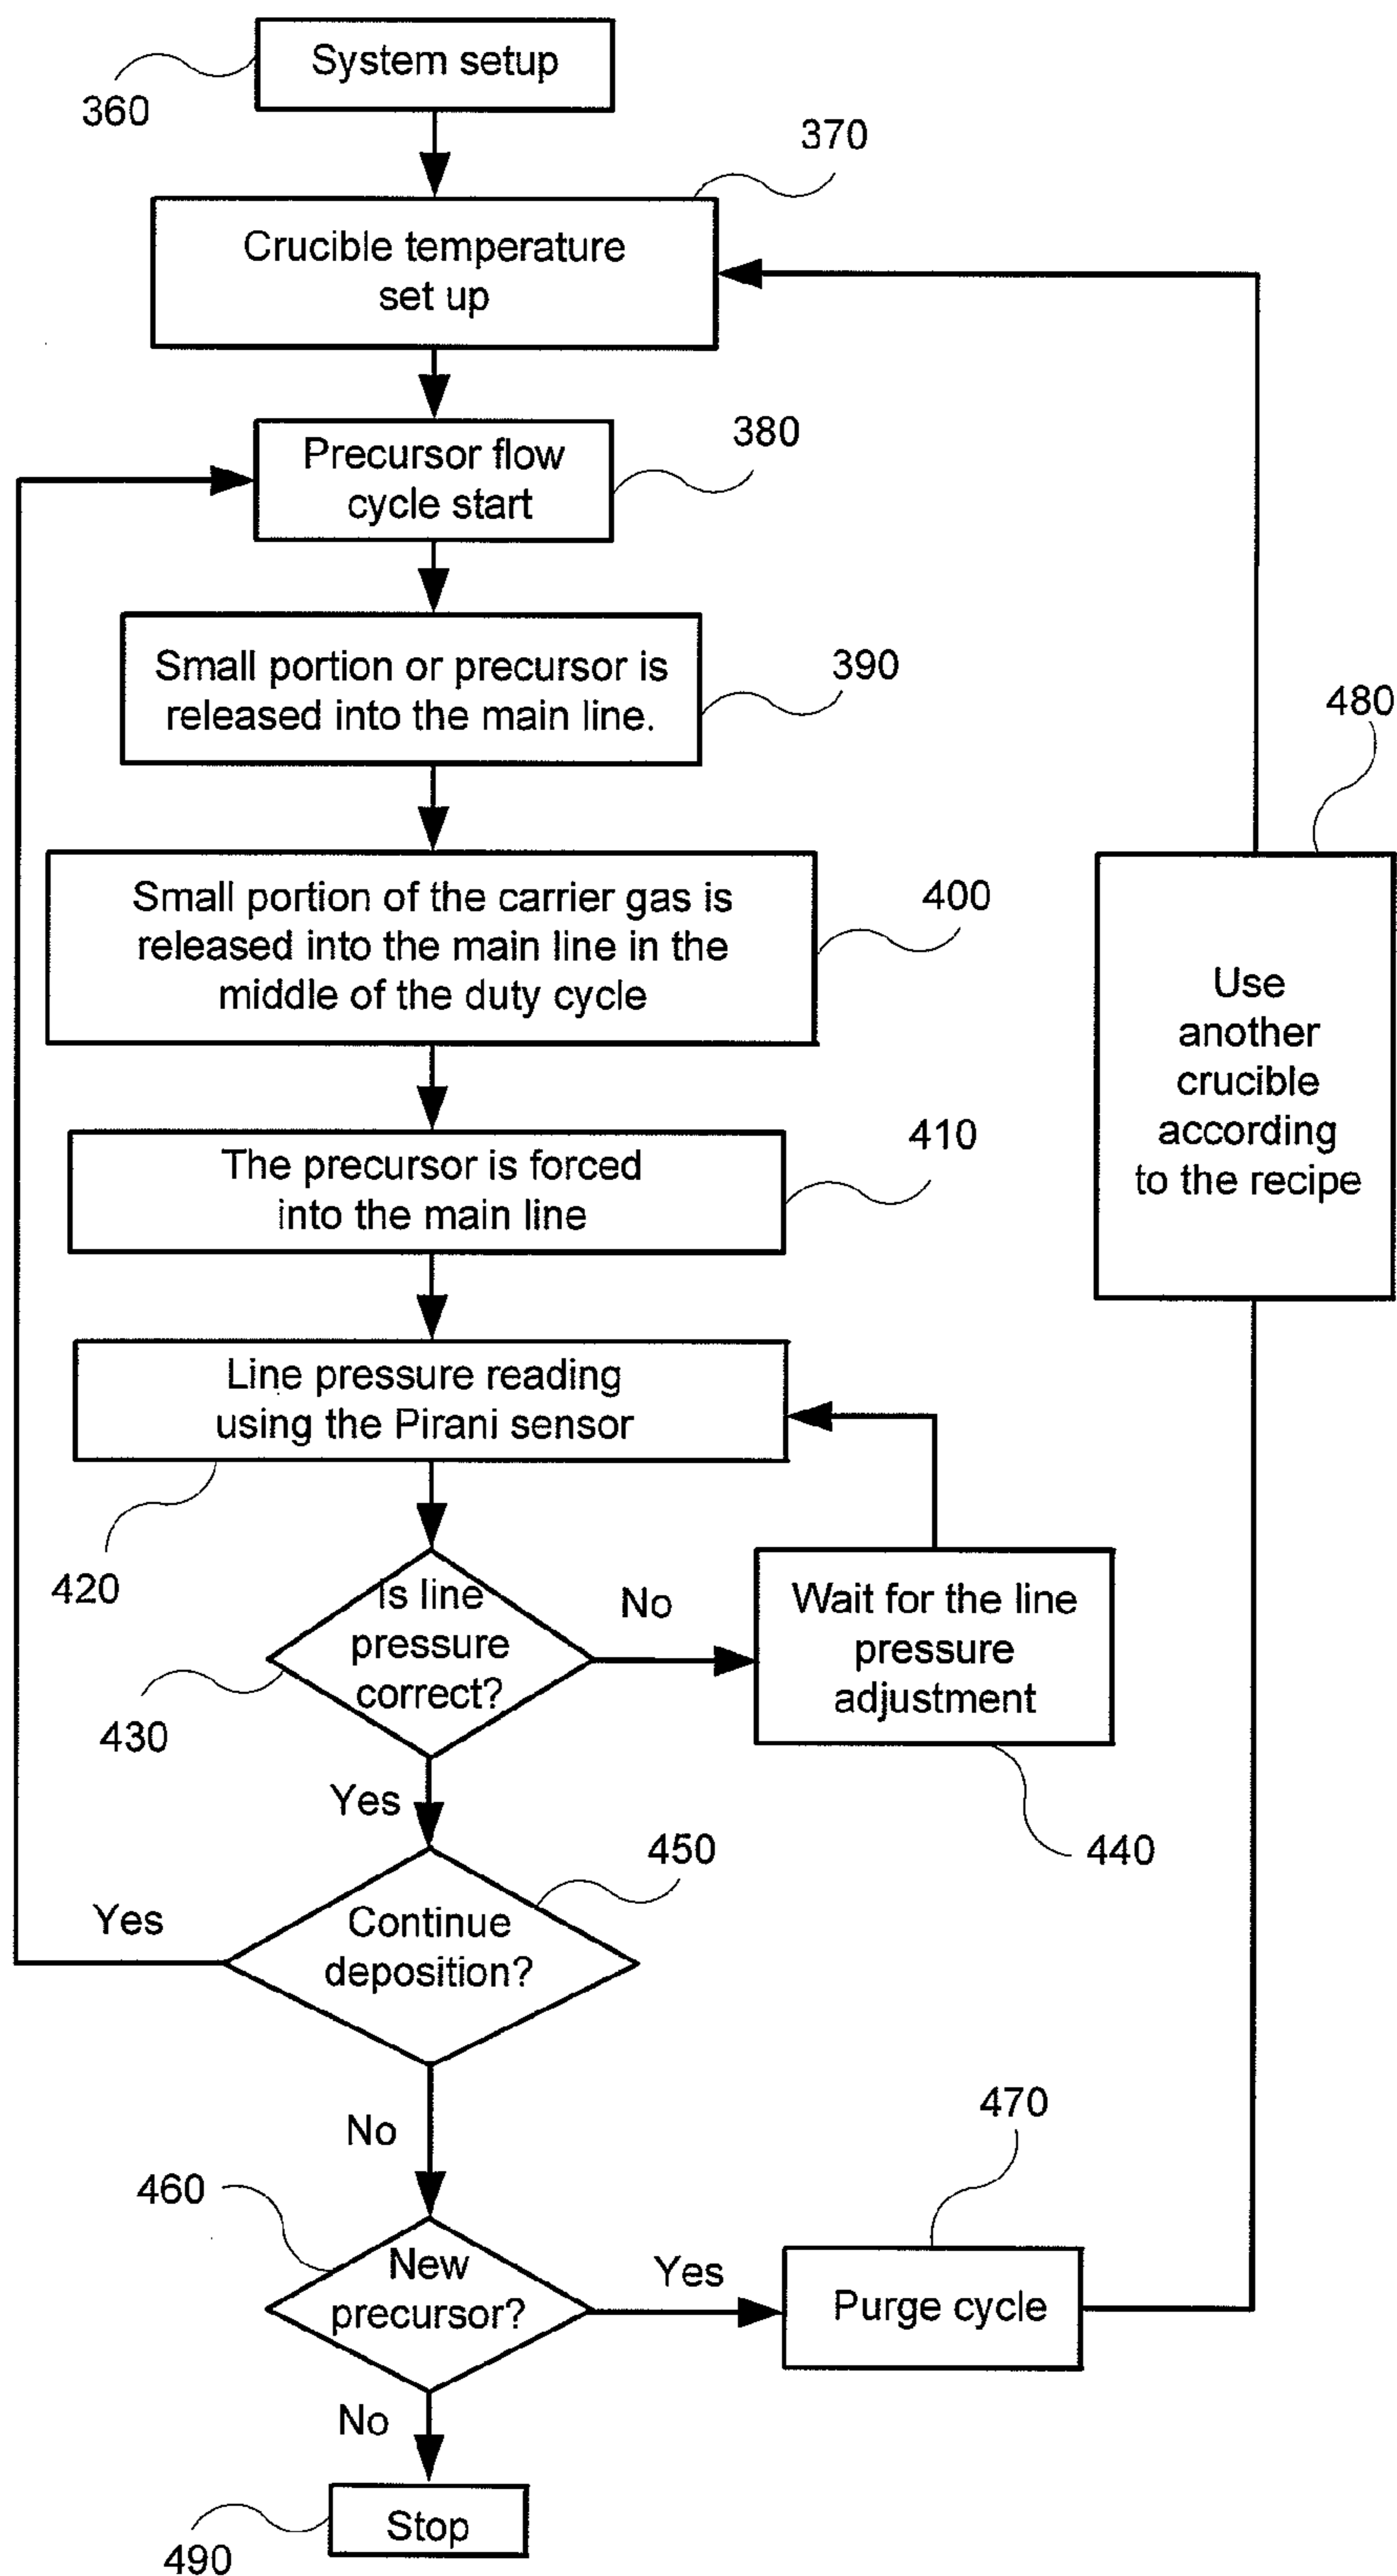 System setup
360
370
Crucible temperature
set up
380
Precursor flow
cycle start
390
Small portion or precursor is
released into the main line.
480
400
Small portion of the carrier gas is
released into the main line in the
middle of the duty cycle
Use
another
crucible
according
to the recipe
410
The precursor is forced
into the main line
Line pressure reading
using the Pirani sensor
420
Is line
pressure
correct?
No
Wait for the line
pressure
adjustment
430
Yes
450
440
Yes
Continue
deposition?
No
470
460
New
precursor?
Yes
Purge cycle
No
Stop
490